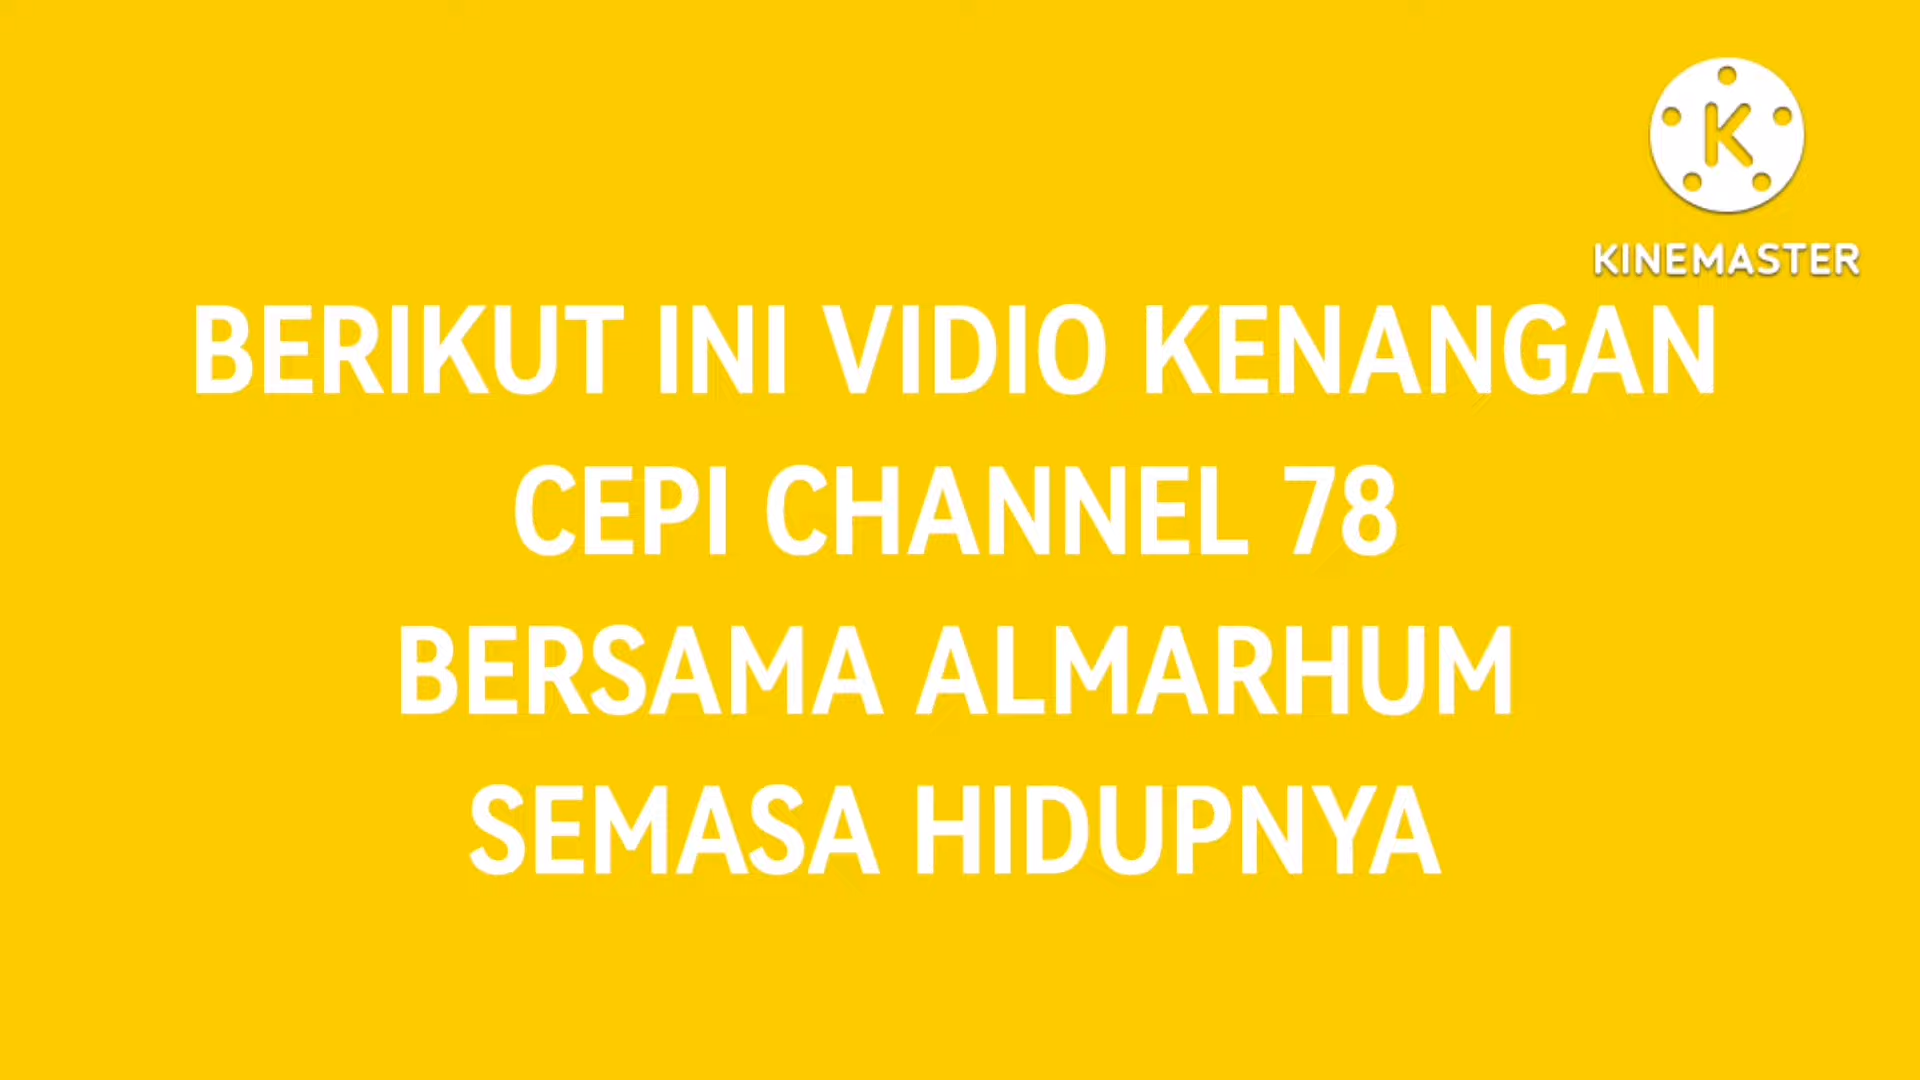 KINEMASTER
BERIKUT INI VIDIO KENANGAN
CEPI CHANNEL 78
BERSAMA ALMARHUM
SEMASA HIDUPNYA